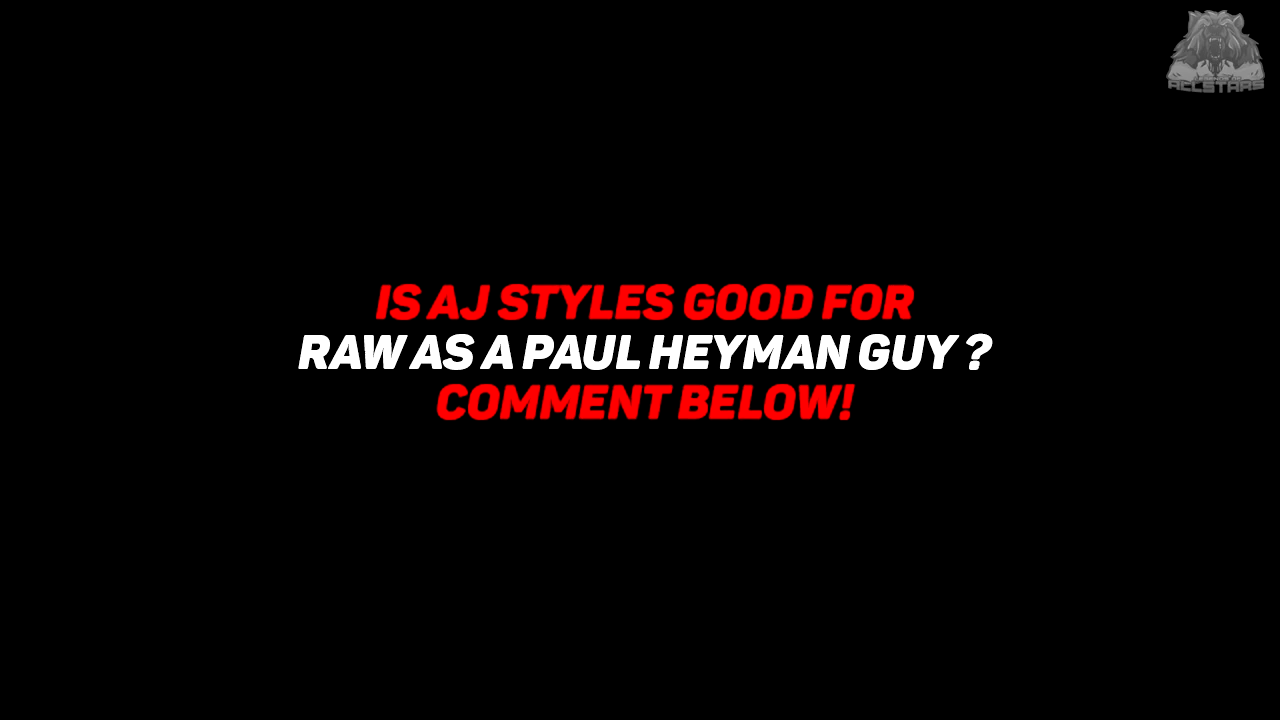 ALLSTARS
IS AJ STYLES GOOD FOR
RAW AS A PAUL HEYMAN GUY ?
COMMENT BELOW!